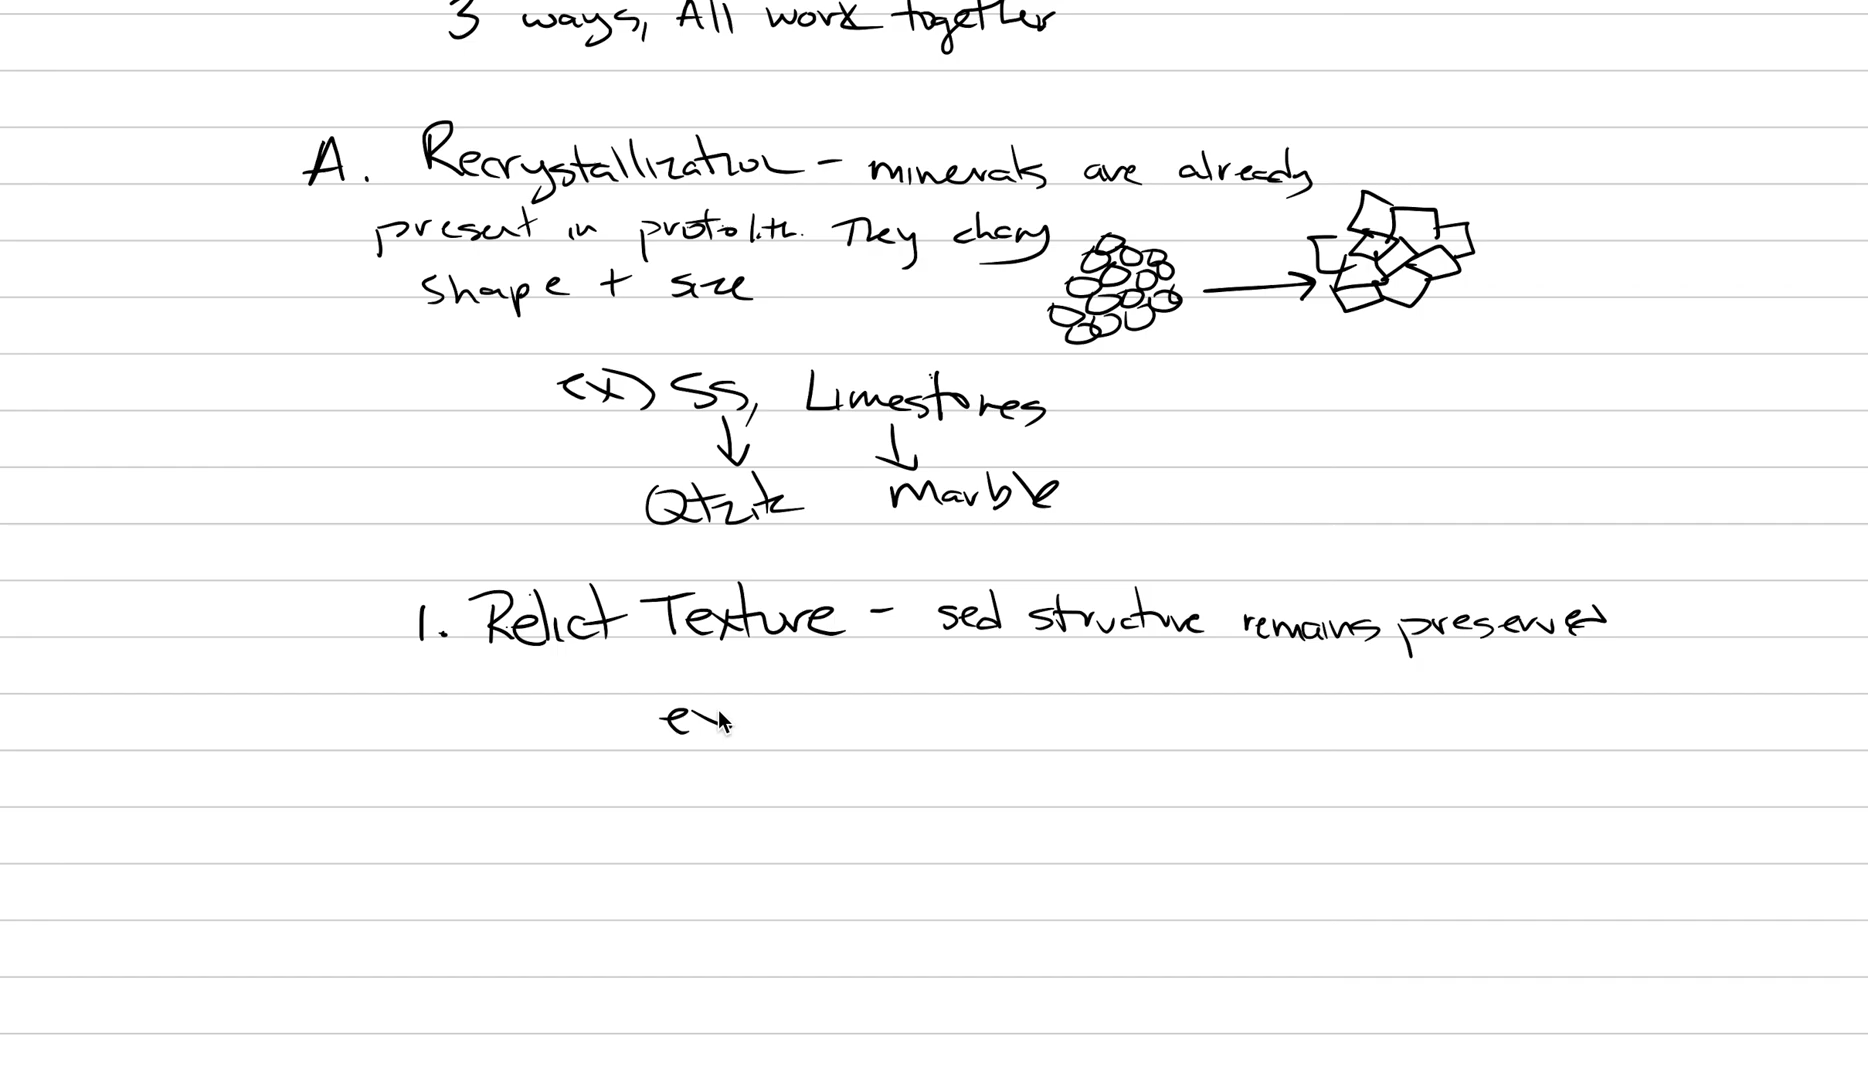 3 ways, All work together
A. Recrystallization - minerals are already
present in protolith. They chang
shape + size
ex) SS, Limestones
↓ ↓
Qtzite Marble
1. Relict Texture - sed structure remains preserved
ex